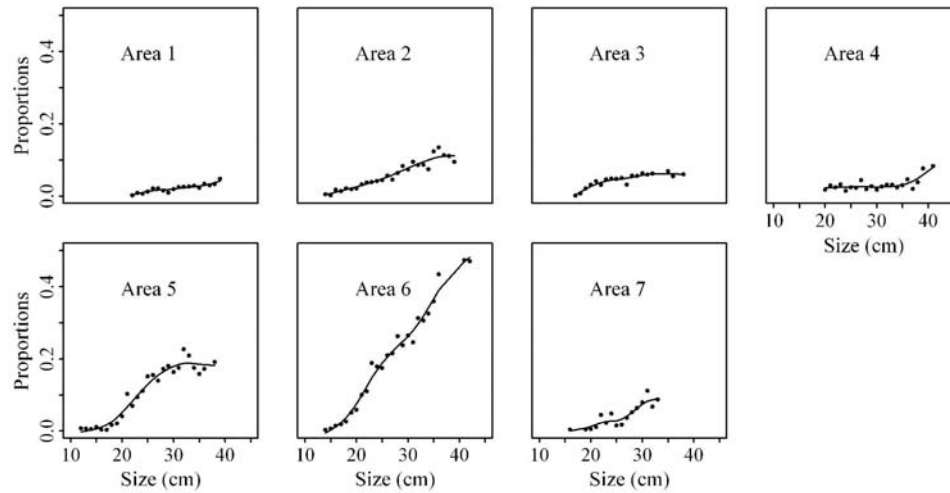 Area 1
Area 2
Area 3
Area 4
Proportions
0.0 0.2 0.4
10 20 30 40
Size (cm)
Area 5
Area 6
Area 7
Proportions
0.0 0.2 0.4
10 20 30 40
10 20 30 40
10 20 30 40
Size (cm)
Size (cm)
Size (cm)